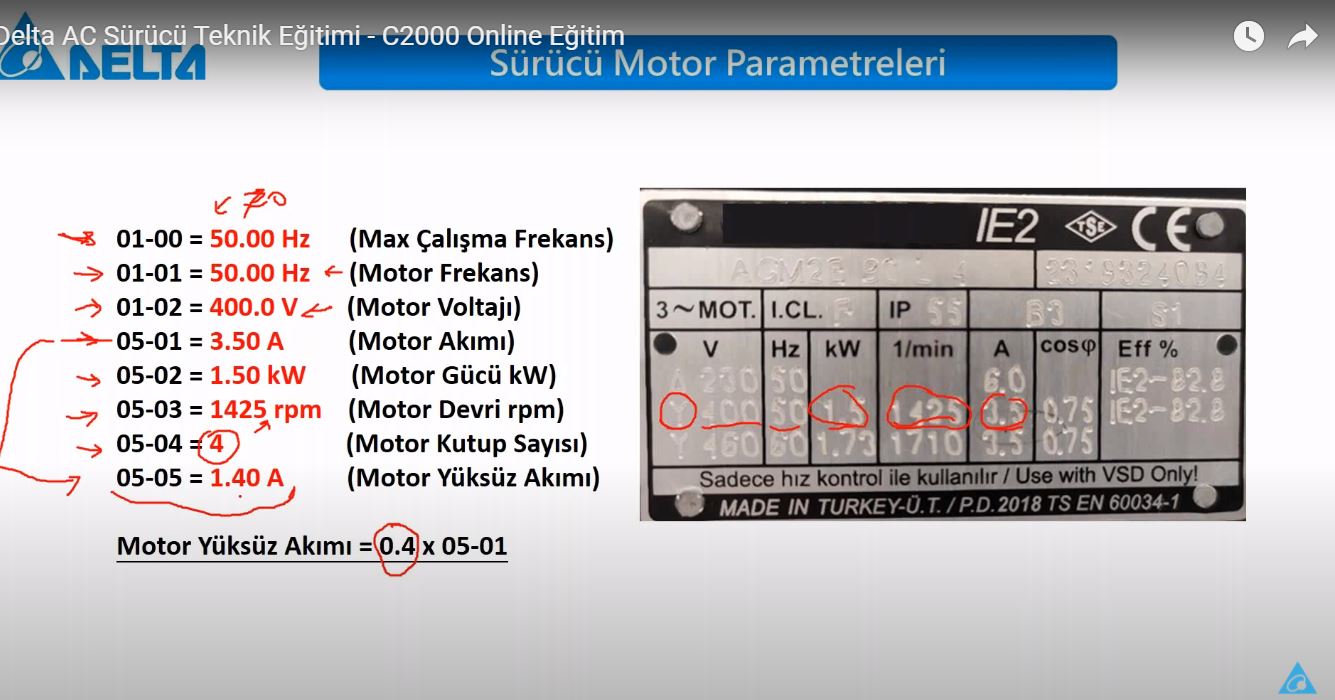 Delta AC Sürücü Teknik Eğitimi - C2000 Online Eğitim
DELTA
Sürücü Motor Parametreleri
70
01-00 = 50.00 Hz (Max Çalışma Frekans)
01-01 = 50.00 Hz (Motor Frekans)
01-02 = 400.0 V (Motor Voltajı)
05-01 = 3.50 A (Motor Akımı)
05-02 = 1.50 kW (Motor Gücü kW)
05-03 = 1425 rpm (Motor Devri rpm)
05-04 = 4 (Motor Kutup Sayısı)
05-05 = 1.40 A (Motor Yüksüz Akımı)
Motor Yüksüz Akımı = 0.4 x 05-01
IE2 TSE CE
3~MOT. I.CL. F IP 55 B3 S1
V Hz kW 1/min A cosφ Eff %
230 50 6.0 IE2-82.8
Y 400 50 1.5 1425 3.5 0.75 IE2-82.8
Y 460 60 1.73 1710 3.5 0.75
Sadece hız kontrol ile kullanılır / Use with VSD Only!
MADE IN TURKEY-Ü.T. / P.D. 2018 TS EN 60034-1